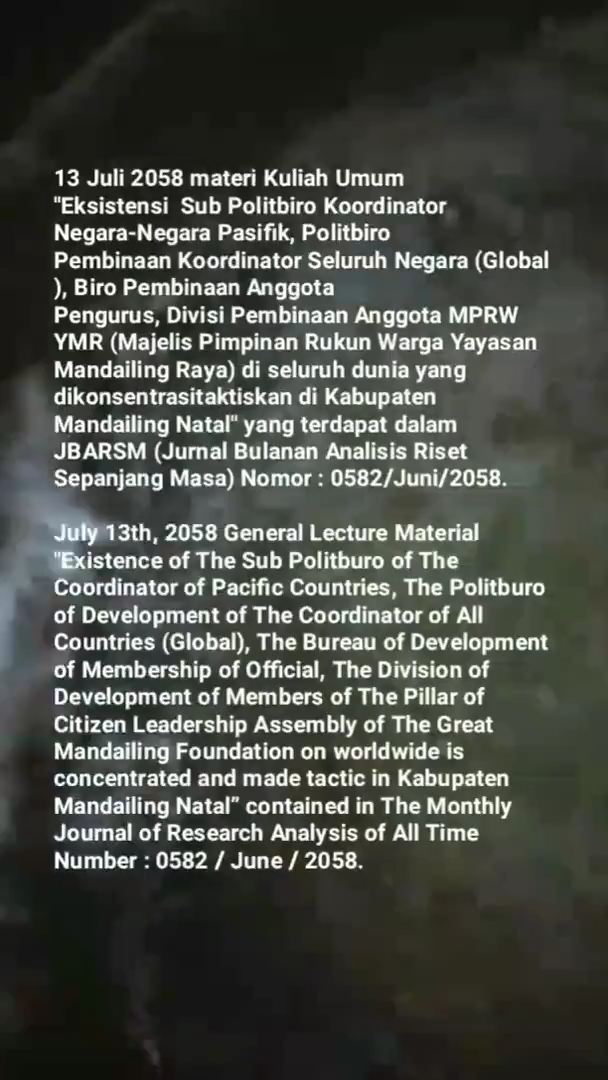 13 Juli 2058 materi Kuliah Umum
"Eksistensi  Sub Politbiro Koordinator
Negara-Negara Pasifik, Politbiro
Pembinaan Koordinator Seluruh Negara (Global
), Biro Pembinaan Anggota
Pengurus, Divisi Pembinaan Anggota MPRW
YMR (Majelis Pimpinan Rukun Warga Yayasan
Mandailing Raya) di seluruh dunia yang
dikonsentrasitaktiskan di Kabupaten
Mandailing Natal" yang terdapat dalam
JBARSM (Jurnal Bulanan Analisis Riset
Sepanjang Masa) Nomor : 0582/Juni/2058.
July 13th, 2058 General Lecture Material
"Existence of The Sub Politburo of The
Coordinator of Pacific Countries, The Politburo
of Development of The Coordinator of All
Countries (Global), The Bureau of Development
of Membership of Official, The Division of
Development of Members of The Pillar of
Citizen Leadership Assembly of The Great
Mandailing Foundation on worldwide is
concentrated and made tactic in Kabupaten
Mandailing Natal" contained in The Monthly
Journal of Research Analysis of All Time
Number : 0582 / June / 2058.